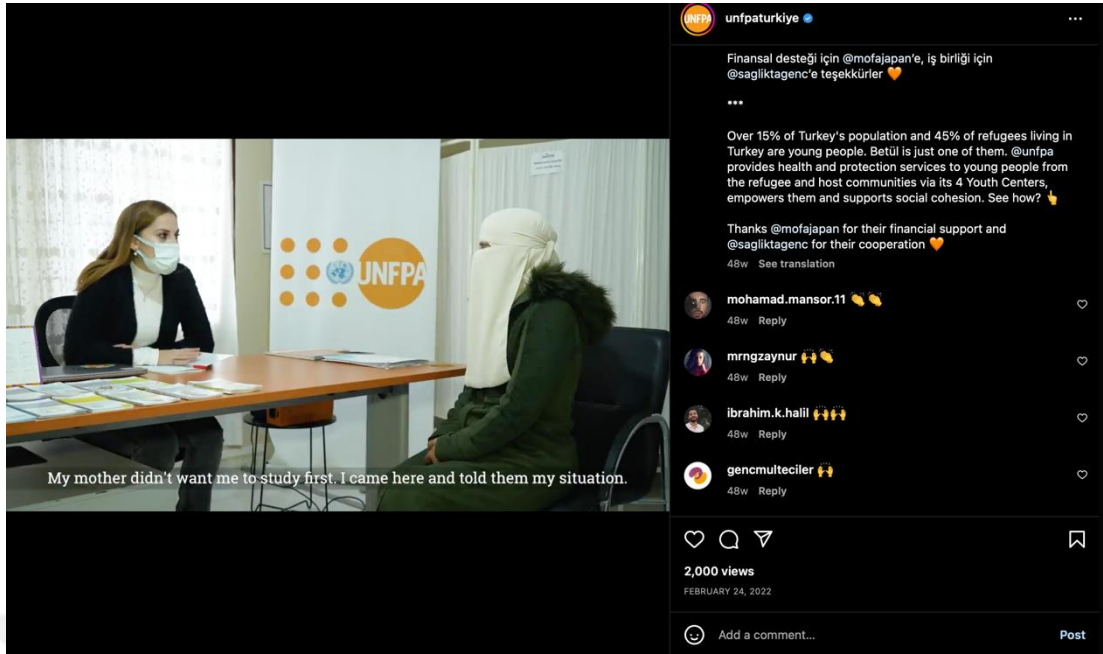 UNFPA
My mother didn't want me to study first. I came here and told them my situation.
UNFPA
unfpaturkiye
Finansal desteği için @mofajapan'e, iş birliği için
@sagliktagenc'e teşekkürler 🧡
***
Over 15% of Turkey's population and 45% of refugees living in
Turkey are young people. Betül is just one of them. @unfpa
provides health and protection services to young people from
the refugee and host communities via its 4 Youth Centers,
empowers them and supports social cohesion. See how? 👆
Thanks @mofajapan for their financial support and
@sagliktagenc for their cooperation 🧡
48w See translation
mohamad.mansor.11 👏👏
48w Reply
mrngzaynur 🙌👏
48w Reply
ibrahim.k.halil 🙌🙌
48w Reply
gencmulteciler 🙌
48w Reply
2,000 views
FEBRUARY 24, 2022
Add a comment...
Post